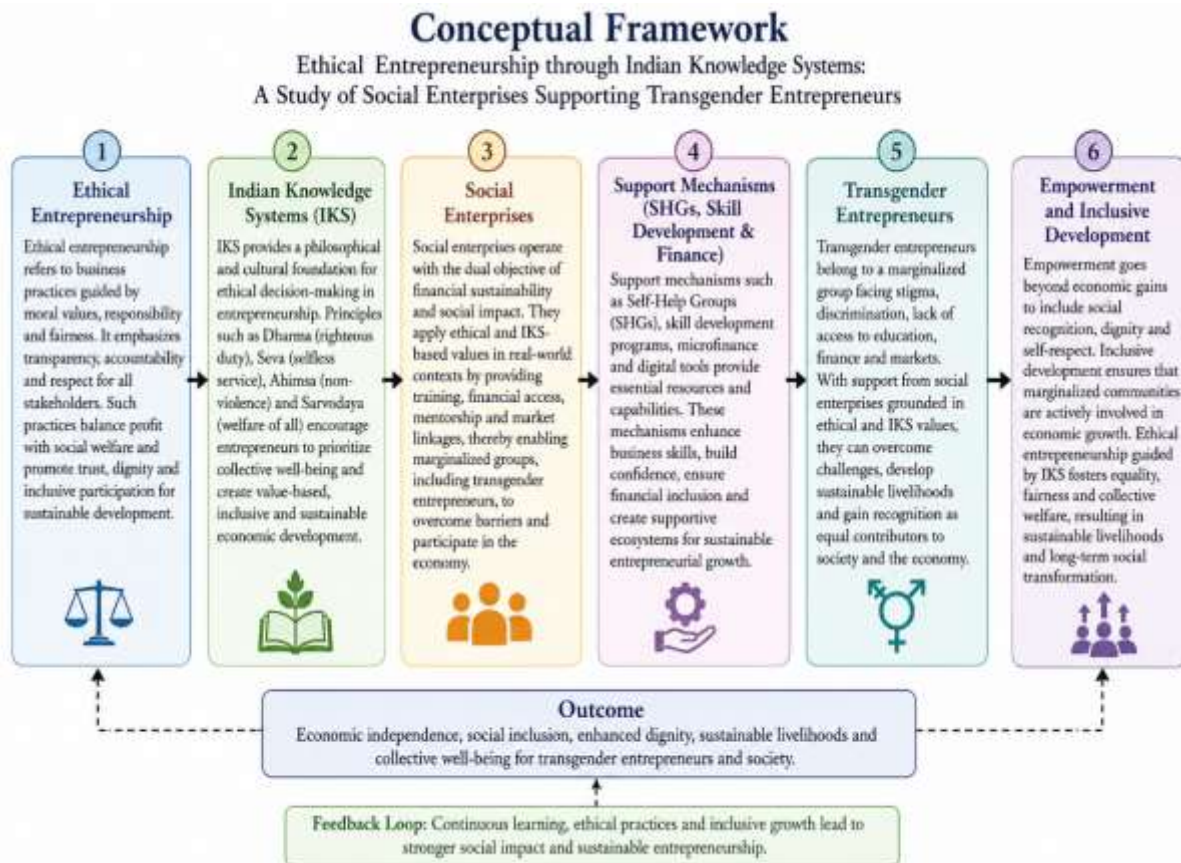 Conceptual Framework
Ethical Entrepreneurship through Indian Knowledge Systems:
A Study of Social Enterprises Supporting Transgender Entrepreneurs
1
Ethical
Entrepreneurship
Ethical entrepreneurship
refers to business
practices guided by
moral values, responsibility
and fairness. It emphasizes
transparency, accountability
and respect for all
stakeholders. Such
practices balance profit
with social welfare and
promote trust, dignity and
inclusive participation for
sustainable development.
2
Indian Knowledge
Systems (IKS)
IKS provides a philosophical
and cultural foundation for
ethical decision-making in
entrepreneurship. Principles
such as Dharma (righteous
duty), Seva (selfless
service), Ahimsa (non-
violence) and Sarvodaya
(welfare of all) encourage
entrepreneurs to prioritize
collective well-being and
create value-based,
inclusive and sustainable
economic development.
3
Social
Enterprises
Social enterprises operate
with the dual objective of
financial sustainability
and social impact. They
apply ethical and IKS-
based values in real-world
contexts by providing
training, financial access,
mentorship and market
linkages, thereby enabling
marginalized groups,
including transgender
entrepreneurs, to
overcome barriers and
participate in the
economy.
4
Support Mechanisms
(SHGs, Skill
Development &
Finance)
Support mechanisms such
as Self-Help Groups
(SHGs), skill development
programs, microfinance
and digital tools provide
essential resources and
capabilities. These
mechanisms enhance
business skills, build
confidence, ensure
financial inclusion and
create supportive
ecosystems for sustainable
entrepreneurial growth.
5
Transgender
Entrepreneurs
Transgender entrepreneurs
belong to a marginalized
group facing stigma,
discrimination, lack of
access to education,
finance and markets.
With support from social
enterprises grounded in
ethical and IKS values,
they can overcome
challenges, develop
sustainable livelihoods
and gain recognition as
equal contributors to
society and the economy.
6
Empowerment
and Inclusive
Development
Empowerment goes
beyond economic gains
to include social
recognition, dignity and
self-respect. Inclusive
development ensures that
marginalized communities
are actively involved in
economic growth. Ethical
entrepreneurship guided
by IKS fosters equality,
fairness and collective
welfare, resulting in
sustainable livelihoods
and long-term social
transformation.
Outcome
Economic independence, social inclusion, enhanced dignity, sustainable livelihoods and
collective well-being for transgender entrepreneurs and society.
Feedback Loop: Continuous learning, ethical practices and inclusive growth lead to
stronger social impact and sustainable entrepreneurship.